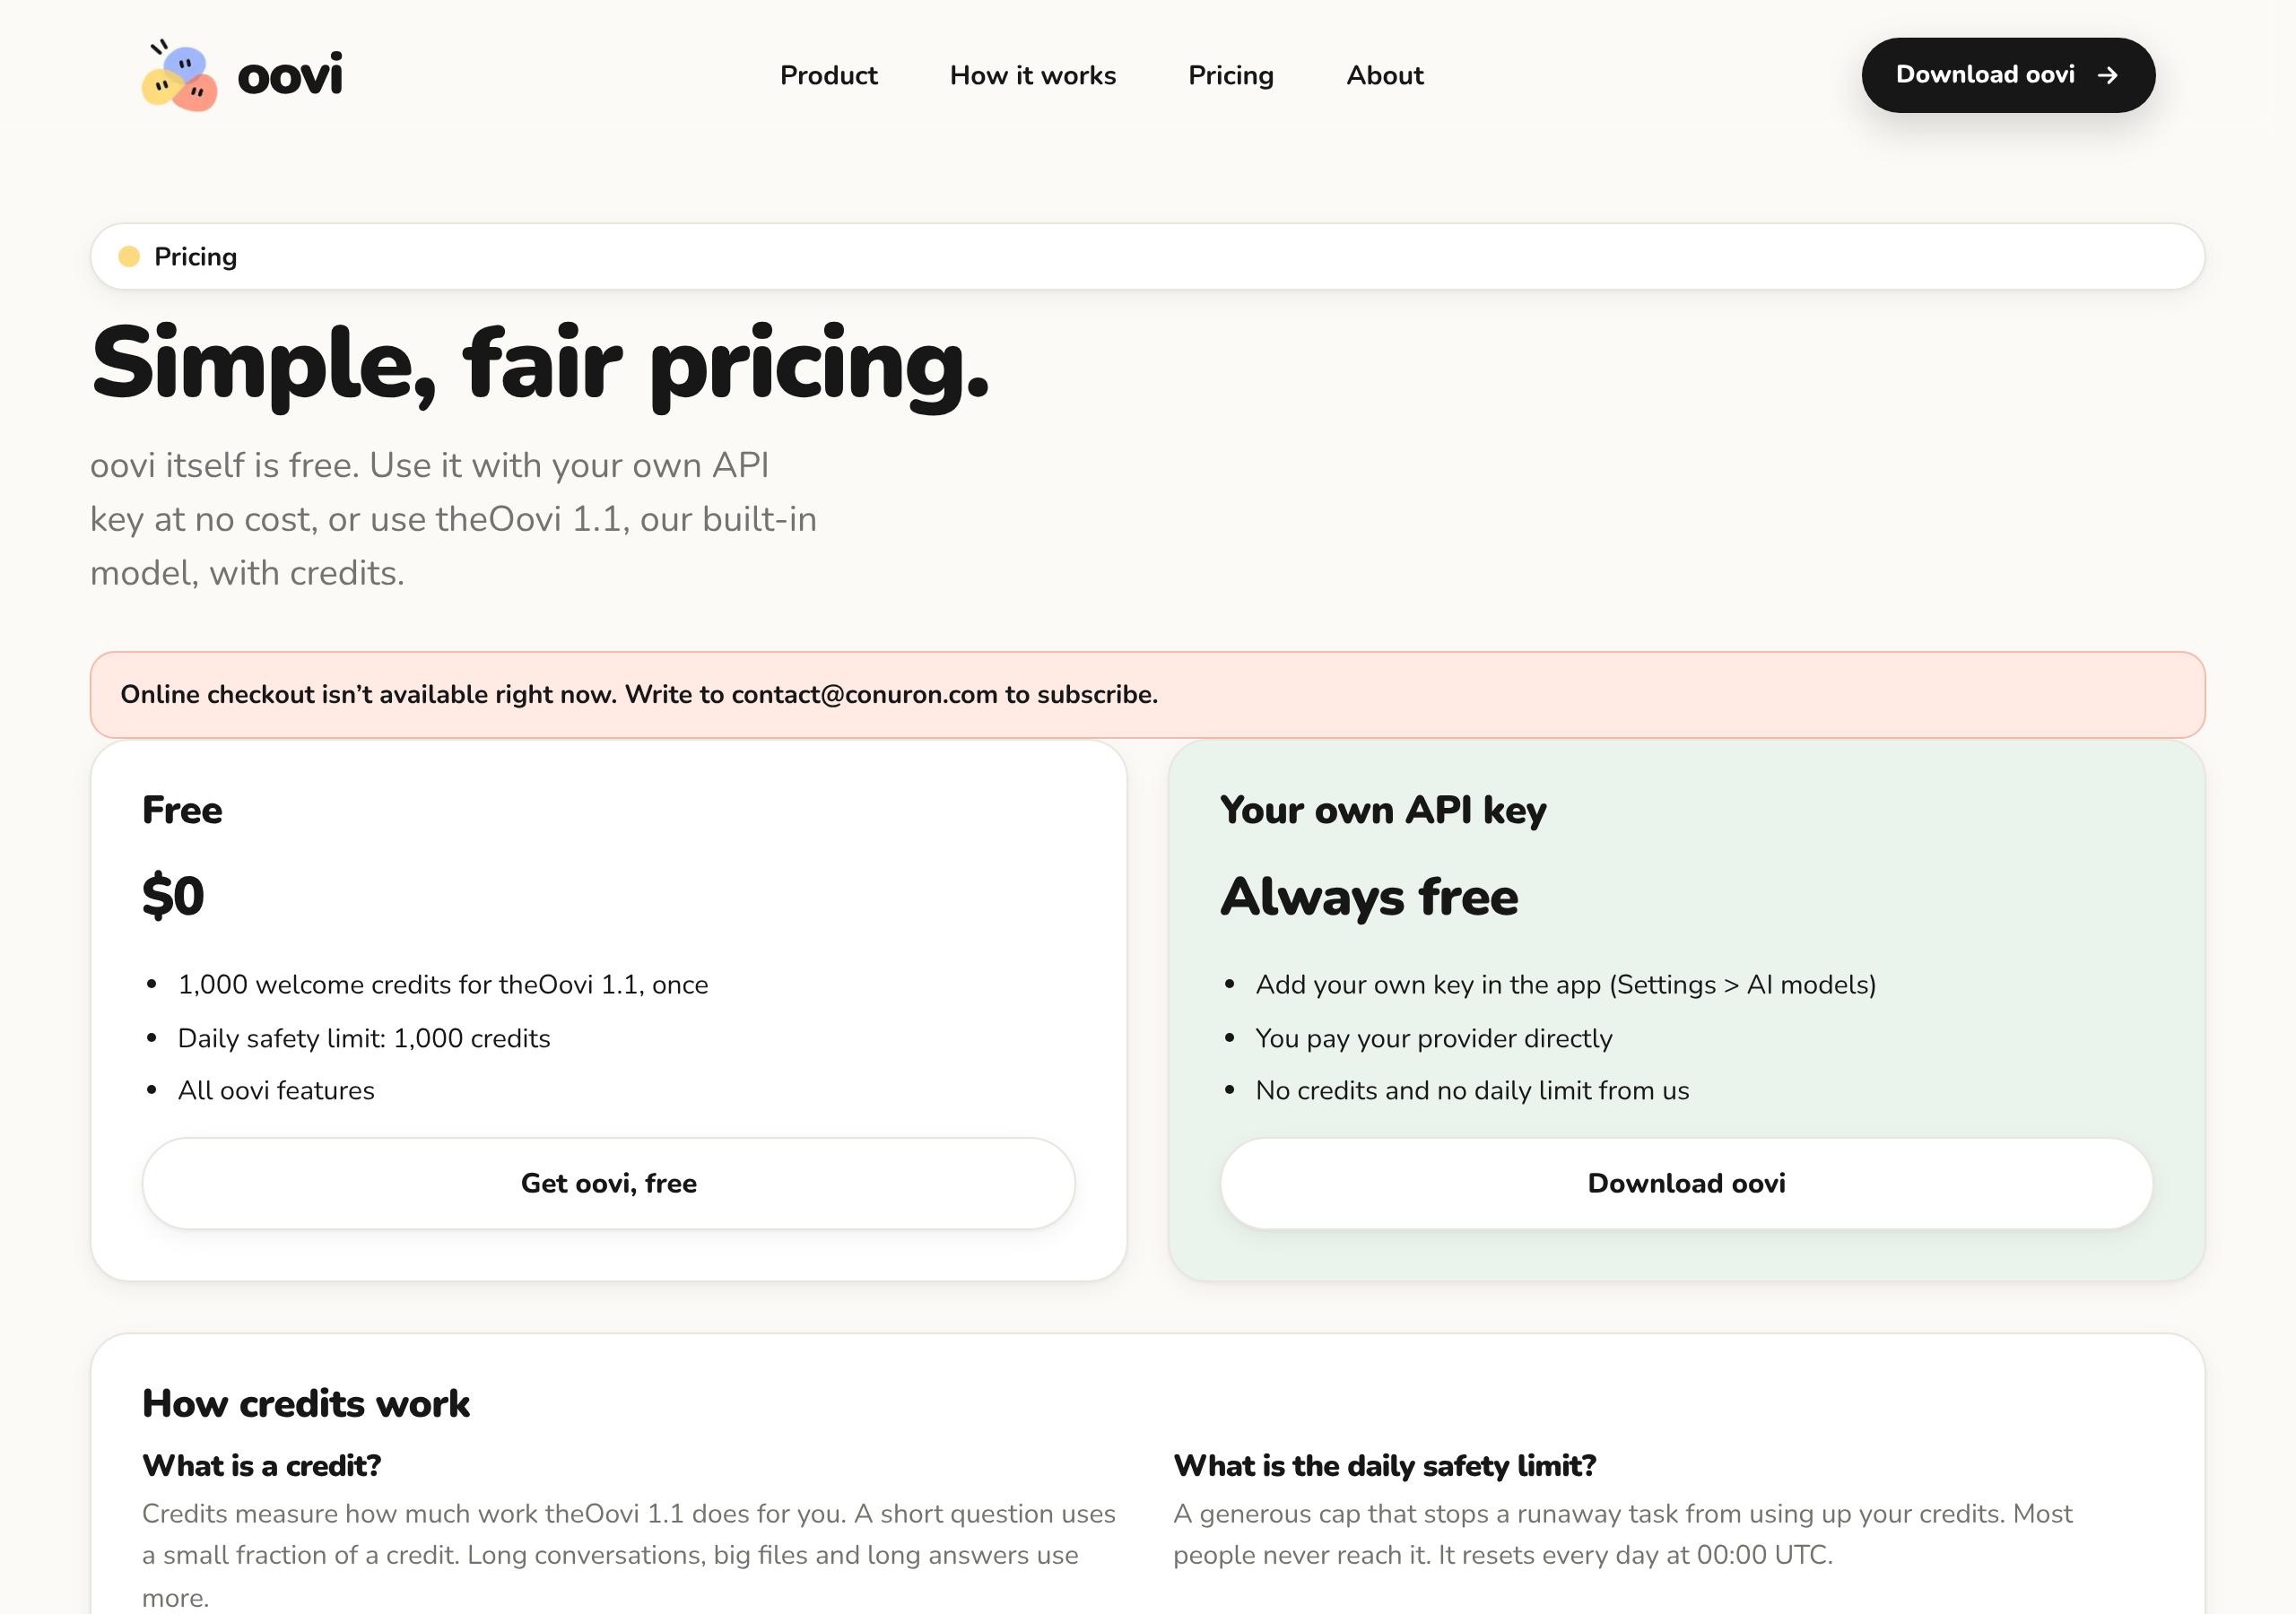 oovi
Product
How it works
Pricing
About
Download oovi →
Pricing
Simple, fair pricing.
oovi itself is free. Use it with your own API
key at no cost, or use theOovi 1.1, our built-in
model, with credits.
Online checkout isn’t available right now. Write to contact@conuron.com to subscribe.
Free
$0
• 1,000 welcome credits for theOovi 1.1, once
• Daily safety limit: 1,000 credits
• All oovi features
Get oovi, free
Your own API key
Always free
• Add your own key in the app (Settings > AI models)
• You pay your provider directly
• No credits and no daily limit from us
Download oovi
How credits work
What is a credit?
Credits measure how much work theOovi 1.1 does for you. A short question uses
a small fraction of a credit. Long conversations, big files and long answers use
more.
What is the daily safety limit?
A generous cap that stops a runaway task from using up your credits. Most
people never reach it. It resets every day at 00:00 UTC.